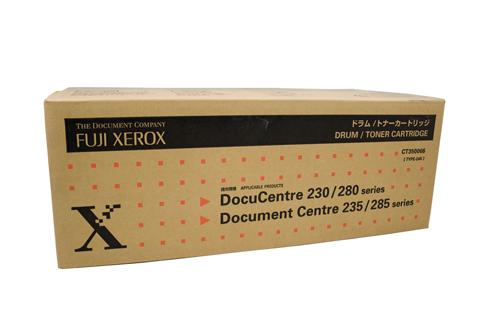 THE DOCUMENT COMPANY
FUJI XEROX
ドラム/トナーカートリッジ
DRUM / TONER CARTRIDGE
CT350066
適用機種 APPLICABLE PRODUCTS
DocuCentre 230/280 series
Document Centre 235/285 series
X